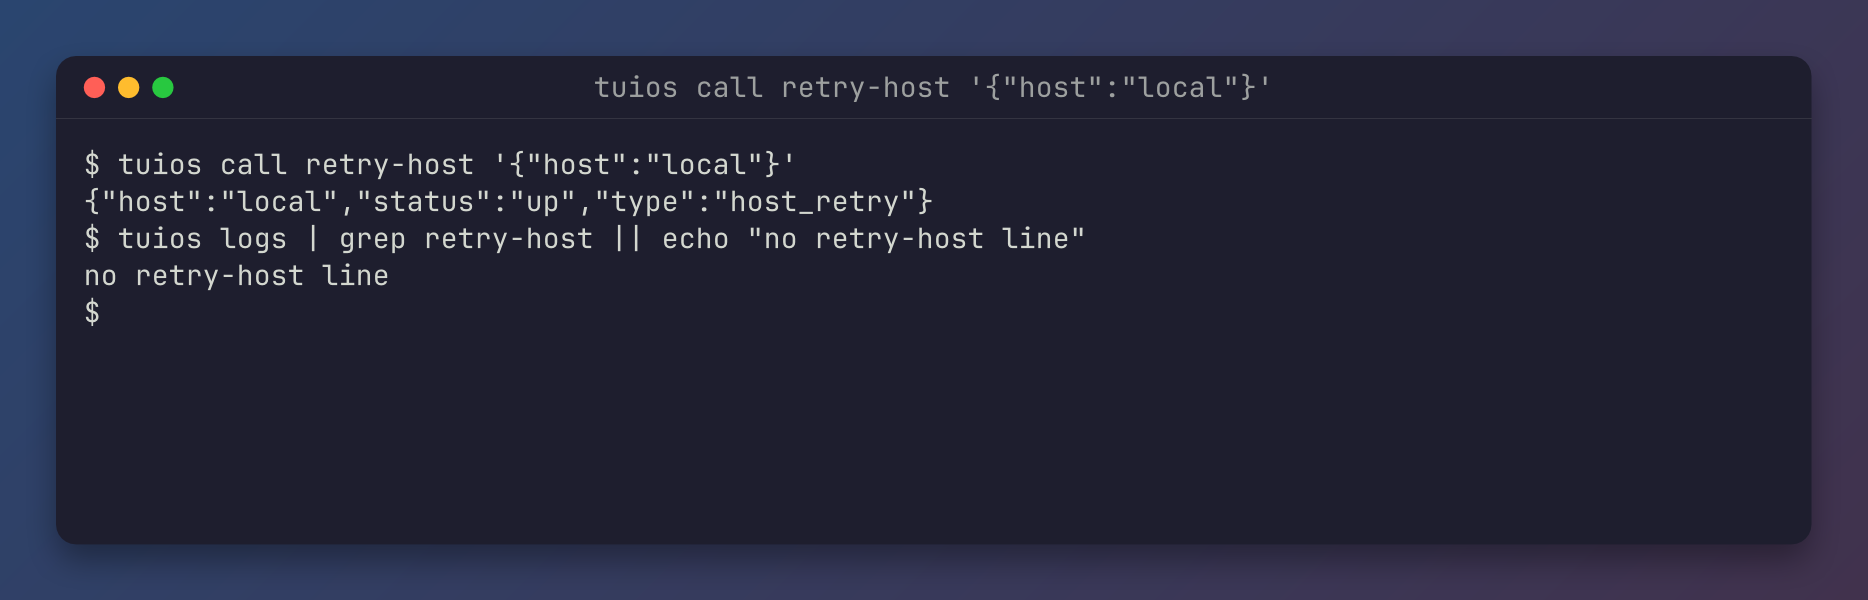 tuios call retry-host '{"host":"local"}'
$ tuios call retry-host '{"host":"local"}'
{"host":"local","status":"up","type":"host_retry"}
$ tuios logs | grep retry-host || echo "no retry-host line"
no retry-host line
$